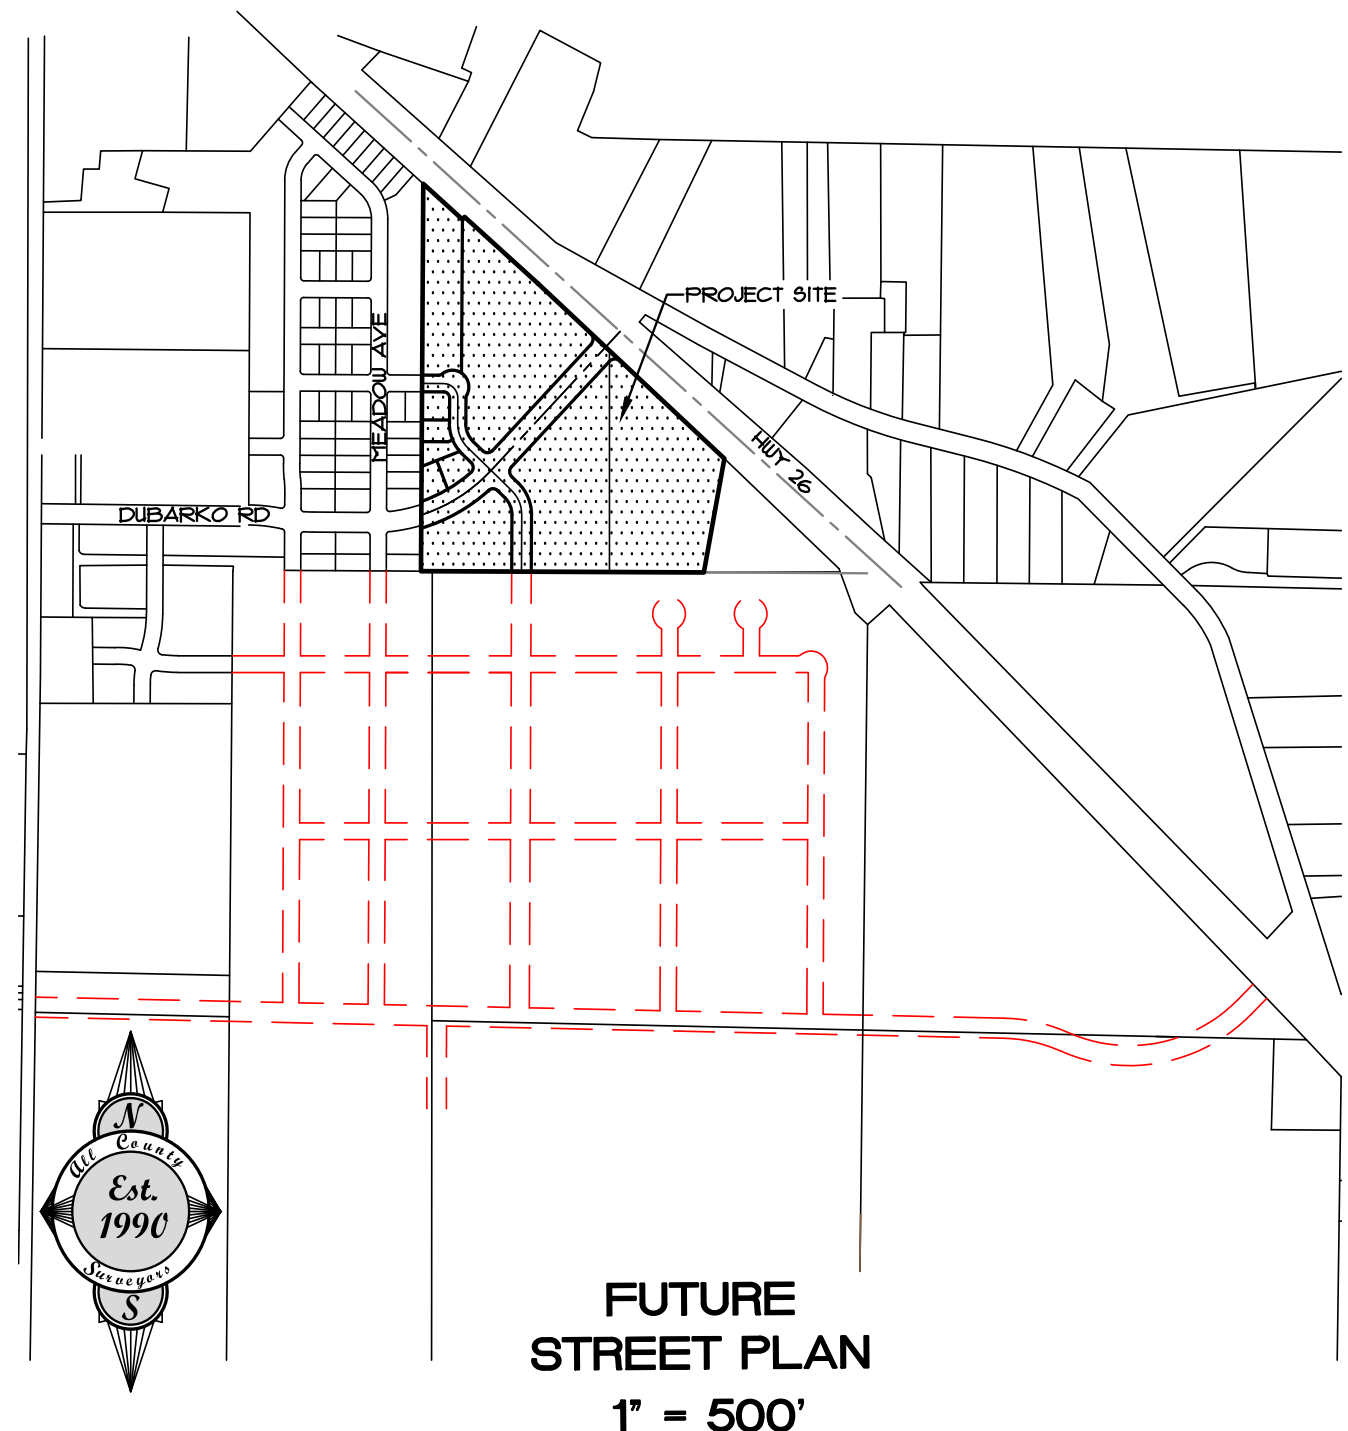 PROJECT SITE
MEADOW AVE
HWY 26
DUBARKO RD
N
All County
Est.
1990
Surveyors
S
FUTURE
STREET PLAN
1" = 500'